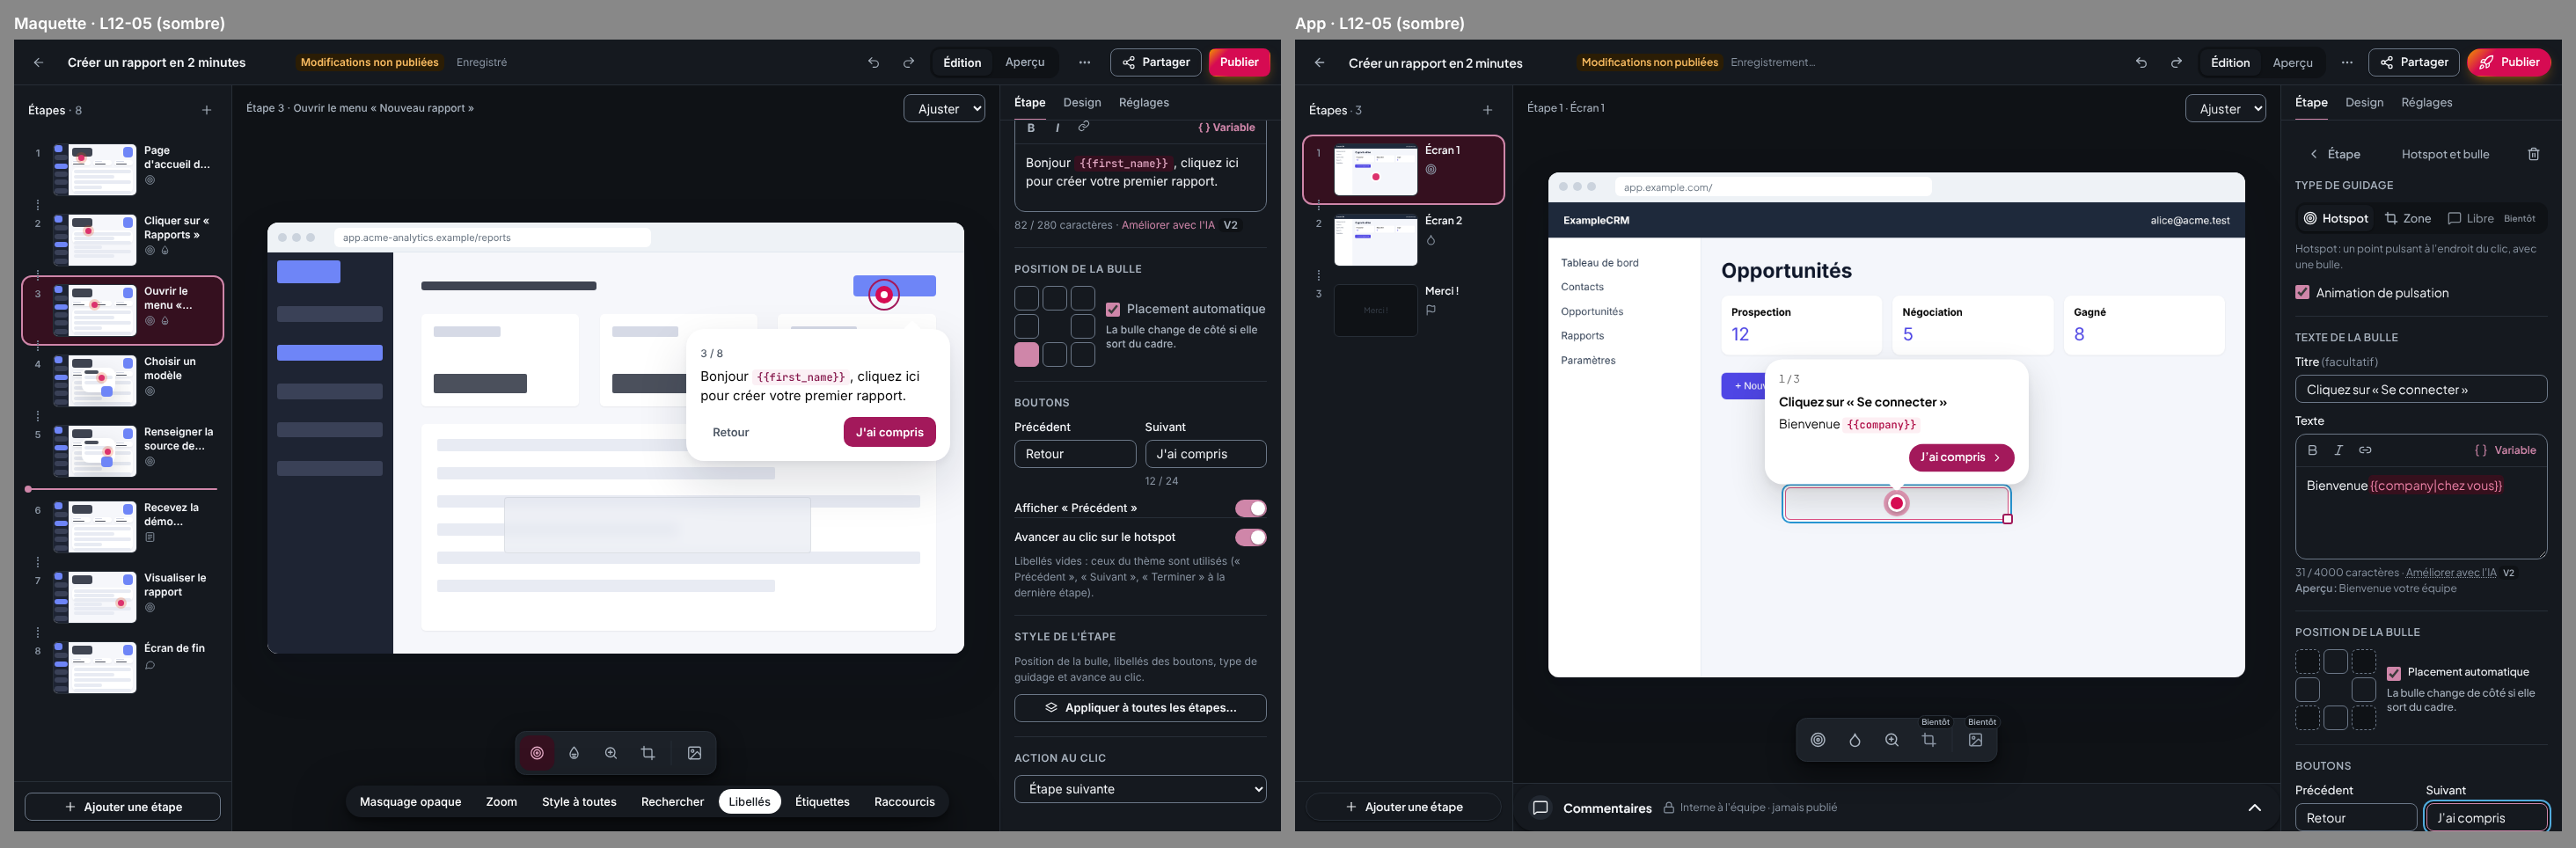 Maquette · L12-05 (sombre)
Créer un rapport en 2 minutes
Modifications non publiées
Enregistré
Édition
Aperçu
Partager
Publier
Étapes · 8
1
Page d'accueil d…
2
Cliquer sur « Rapports »
3
Ouvrir le menu «…
4
Choisir un modèle
5
Renseigner la source de…
6
Recevez la démo…
7
Visualiser le rapport
8
Écran de fin
Ajouter une étape
Étape 3 · Ouvrir le menu « Nouveau rapport »
Ajuster
app.acme-analytics.example/reports
3 / 8
Bonjour {{first_name}}, cliquez ici
pour créer votre premier rapport.
Retour
J'ai compris
Masquage opaque
Zoom
Style à toutes
Rechercher
Libellés
Étiquettes
Raccourcis
Étape
Design
Réglages
B
I
{ } Variable
Bonjour {{first_name}}, cliquez ici
pour créer votre premier rapport.
82 / 280 caractères · Améliorer avec l'IA V2
POSITION DE LA BULLE
Placement automatique
La bulle change de côté si elle
sort du cadre.
BOUTONS
Précédent
Suivant
Retour
J'ai compris
12 / 24
Afficher « Précédent »
Avancer au clic sur le hotspot
Libellés vides : ceux du thème sont utilisés («
Précédent », « Suivant », « Terminer » à la
dernière étape).
STYLE DE L'ÉTAPE
Position de la bulle, libellés des boutons, type de
guidage et avance au clic.
Appliquer à toutes les étapes…
ACTION AU CLIC
Étape suivante
App · L12-05 (sombre)
Créer un rapport en 2 minutes
Modifications non publiées
Enregistrement…
Édition
Aperçu
Partager
Publier
Étapes · 3
1
Écran 1
2
Écran 2
3
Merci !
Merci !
Ajouter une étape
Étape 1 · Écran 1
Ajuster
app.example.com/
ExampleCRM
alice@acme.test
Tableau de bord
Contacts
Opportunités
Rapports
Paramètres
Opportunités
Prospection
12
Négociation
5
Gagné
8
+ Nouv
1 / 3
Cliquez sur « Se connecter »
Bienvenue {{company}}
J'ai compris
Bientôt
Bientôt
Commentaires
Interne à l'équipe · jamais publié
Étape
Design
Réglages
Étape
Hotspot et bulle
TYPE DE GUIDAGE
Hotspot
Zone
Libre
Bientôt
Hotspot : un point pulsant à l'endroit du clic, avec
une bulle.
Animation de pulsation
TEXTE DE LA BULLE
Titre (facultatif)
Cliquez sur « Se connecter »
Texte
B
I
{ } Variable
Bienvenue {{company|chez vous}}
31 / 4000 caractères · Améliorer avec l'IA V2
Aperçu : Bienvenue votre équipe
POSITION DE LA BULLE
Placement automatique
La bulle change de côté si elle
sort du cadre.
BOUTONS
Précédent
Suivant
Retour
J'ai compris